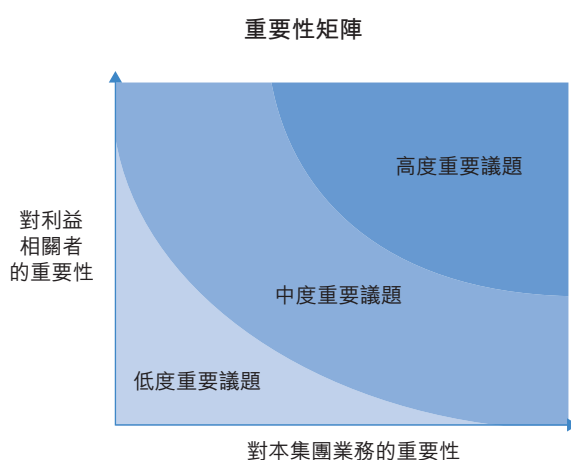 重要性矩陣
高度重要議題
對利益
相關者
的重要性
中度重要議題
低度重要議題
對本集團業務的重要性